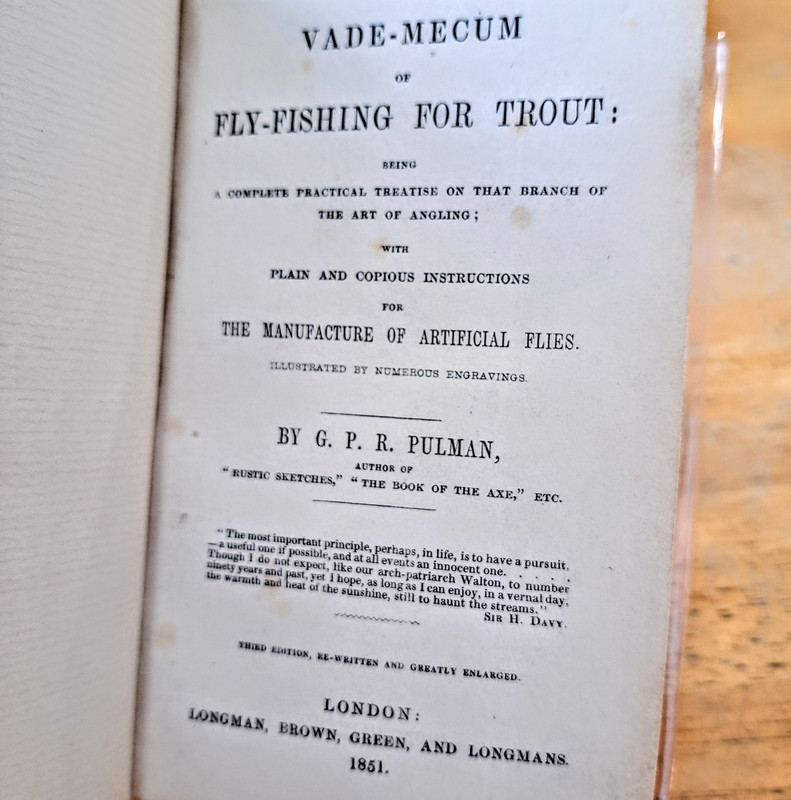 VADE-MECUM
OF
FLY-FISHING FOR TROUT:
BEING
A COMPLETE PRACTICAL TREATISE ON THAT BRANCH OF
THE ART OF ANGLING;
WITH
PLAIN AND COPIOUS INSTRUCTIONS
FOR
THE MANUFACTURE OF ARTIFICIAL FLIES.
ILLUSTRATED BY NUMEROUS ENGRAVINGS.
BY G. P. R. PULMAN,
AUTHOR OF
"RUSTIC SKETCHES," "THE BOOK OF THE AXE," ETC.
"The most important principle, perhaps, in life, is to have a pursuit.
—a useful one if possible, and at all events an innocent one. . . . .
Though I do not expect, like our arch-patriarch Walton, to number
ninety years and past, yet I hope, as long as I can enjoy, in a vernal day,
the warmth and heat of the sunshine, still to haunt the streams."
SIR H. DAVY.
THIRD EDITION, RE-WRITTEN AND GREATLY ENLARGED.
LONDON:
LONGMAN, BROWN, GREEN, AND LONGMANS.
1851.